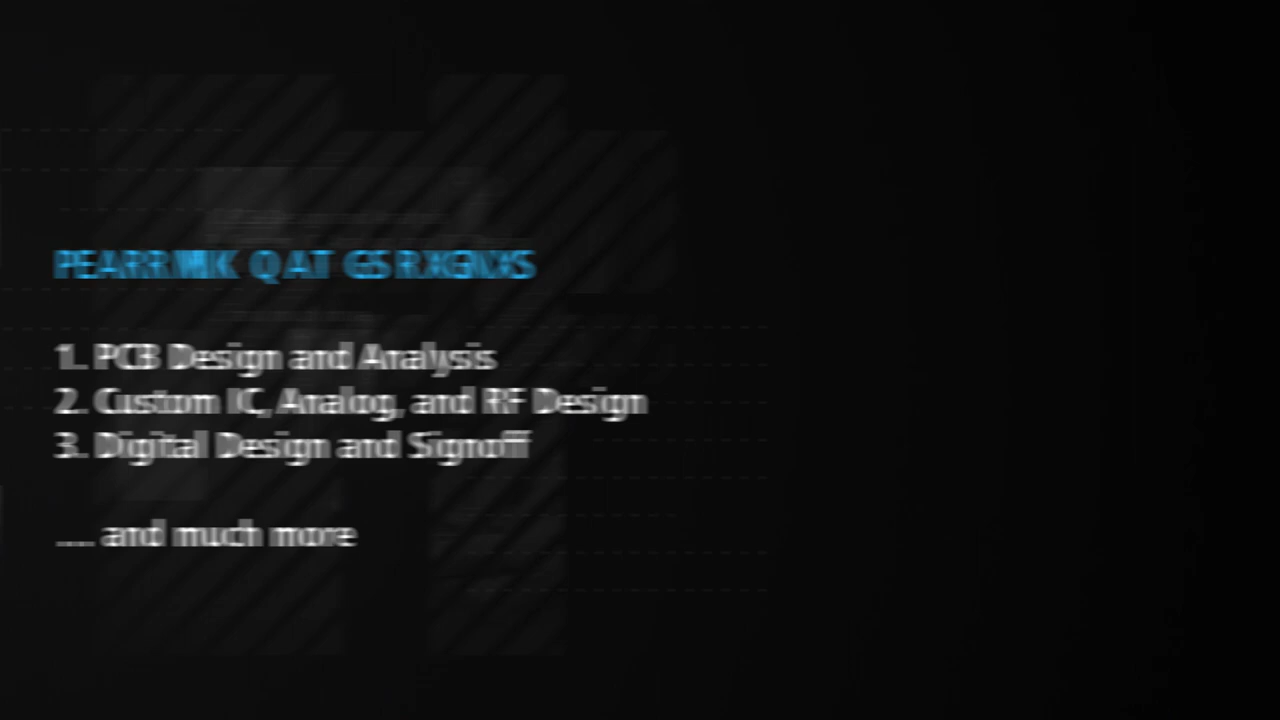 1. PCB Design and Analysis
2. Custom IC, Analog, and RF Design
3. Digital Design and Signoff
.... and much more